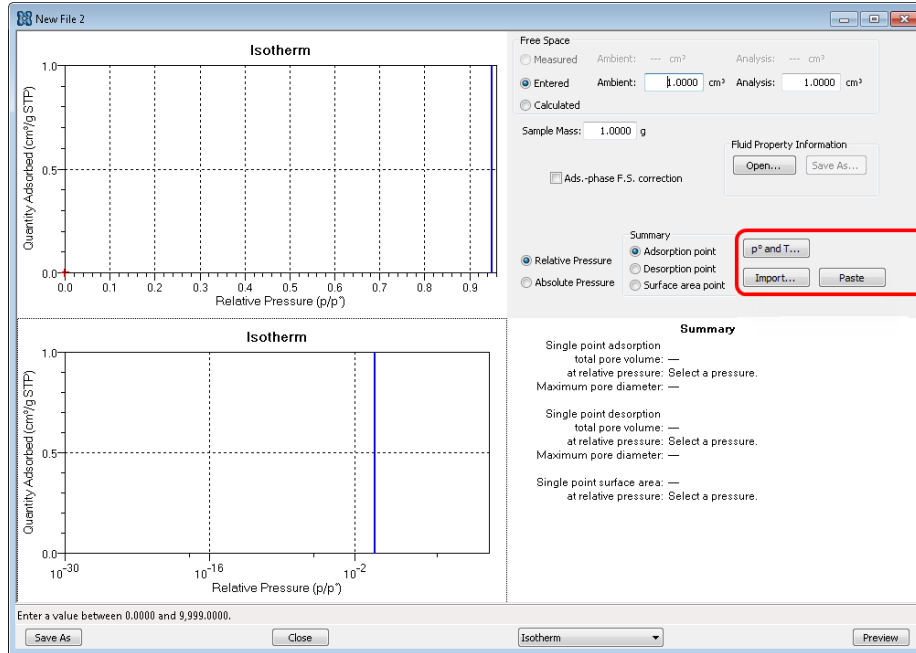 New File 2
Isotherm
1.0
0.5
0.0
Quantity Adsorbed (cm³/g STP)
0.0 0.1 0.2 0.3 0.4 0.5 0.6 0.7 0.8 0.9
Relative Pressure (p/p°)
Free Space
Measured Ambient: --- cm³ Analysis: --- cm³
Entered Ambient: 1.0000 cm³ Analysis: 1.0000 cm³
Calculated
Sample Mass: 1.0000 g
Fluid Property Information
Open... Save As...
Ads.-phase F.S. correction
Summary
Relative Pressure
Absolute Pressure
Adsorption point
Desorption point
Surface area point
p° and T...
Import... Paste
Isotherm
1.0
0.5
0.0
Quantity Adsorbed (cm³/g STP)
10⁻³⁰ 10⁻¹⁶ 10⁻²
Relative Pressure (p/p°)
Summary
Single point adsorption
total pore volume: —
at relative pressure: Select a pressure.
Maximum pore diameter: —
Single point desorption
total pore volume: —
at relative pressure: Select a pressure.
Maximum pore diameter: —
Single point surface area: —
at relative pressure: Select a pressure.
Enter a value between 0.0000 and 9,999.0000.
Save As Close Isotherm Preview